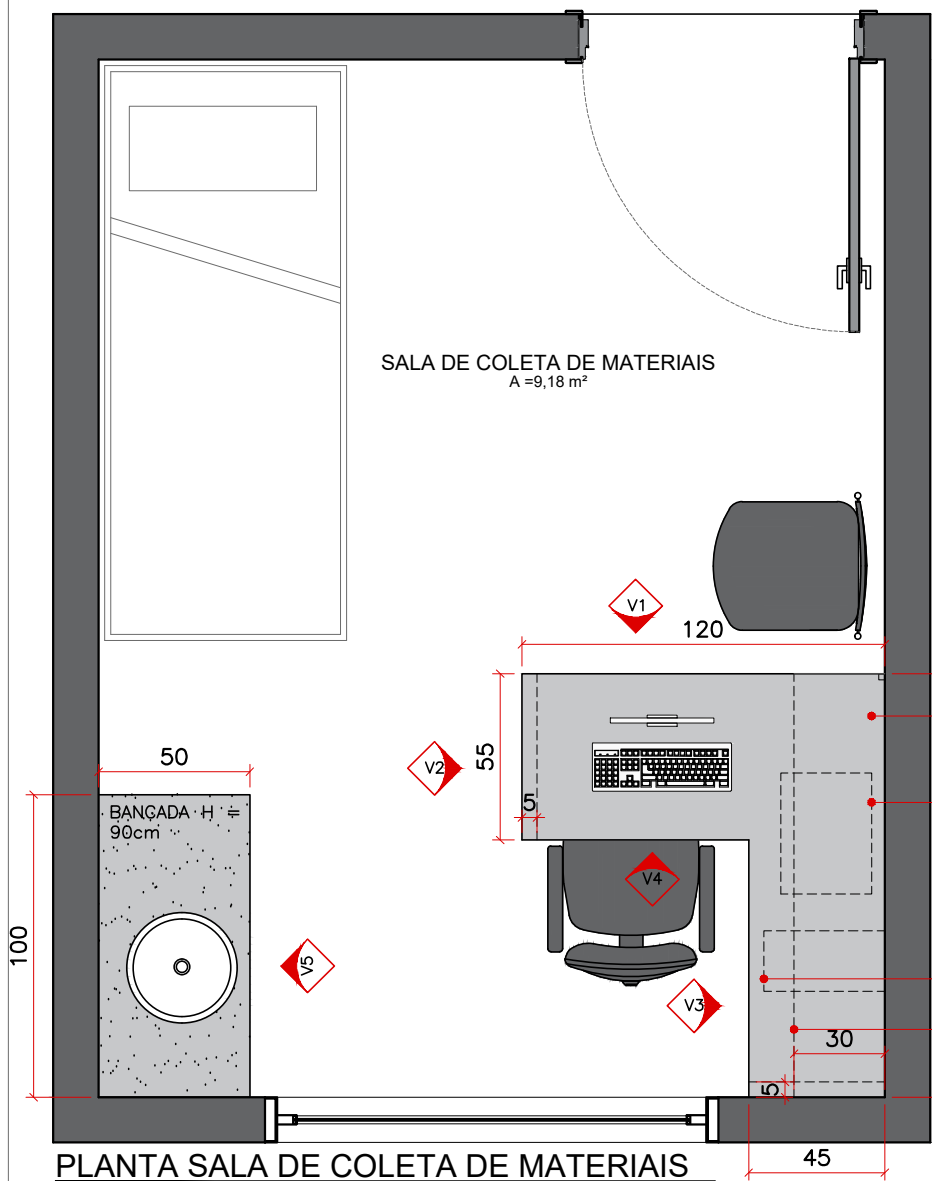 SALA DE COLETA DE MATERIAIS
A =9,18 m²
V1
120
55
V2
5
50
BANCADA H =
90cm
V4
100
V5
V3
30
5
45
PLANTA SALA DE COLETA DE MATERIAIS